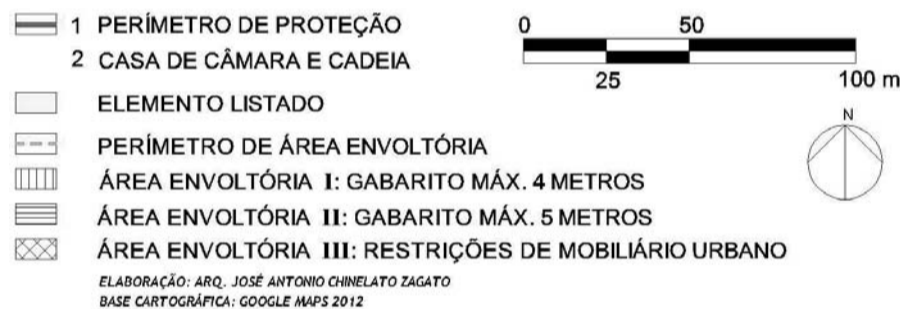 1 PERÍMETRO DE PROTEÇÃO
2 CASA DE CÂMARA E CADEIA
ELEMENTO LISTADO
PERÍMETRO DE ÁREA ENVOLTÓRIA
ÁREA ENVOLTÓRIA I: GABARITO MÁX. 4 METROS
ÁREA ENVOLTÓRIA II: GABARITO MÁX. 5 METROS
ÁREA ENVOLTÓRIA III: RESTRIÇÕES DE MOBILIÁRIO URBANO
ELABORAÇÃO: ARQ. JOSÉ ANTONIO CHINELATO ZAGATO
BASE CARTOGRÁFICA: GOOGLE MAPS 2012
0 50
25 100 m
N